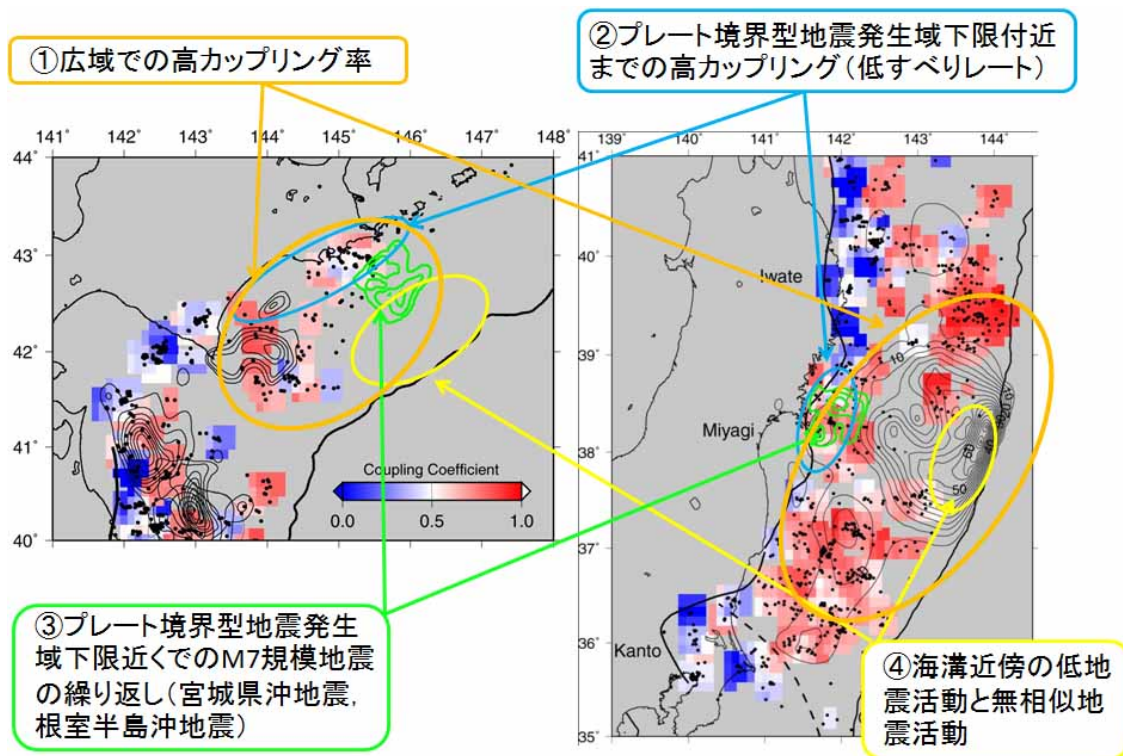 ①広域での高カップリング率
②プレート境界型地震発生域下限付近
までの高カップリング（低すべりレート）
141˚ 142˚ 143˚ 144˚ 145˚ 146˚ 147˚ 148˚
44˚
43˚
42˚
41˚
40˚
Coupling Coefficient
0.0 0.5 1.0
139˚ 140˚ 141˚ 142˚ 143˚ 144˚
41˚
40˚
39˚
38˚
37˚
36˚
35˚
Iwate
Miyagi
Kanto
10
50
③プレート境界型地震発生
域下限近くでのM7規模地震
の繰り返し（宮城県沖地震，
根室半島沖地震）
④海溝近傍の低地
震活動と無相似地
震活動